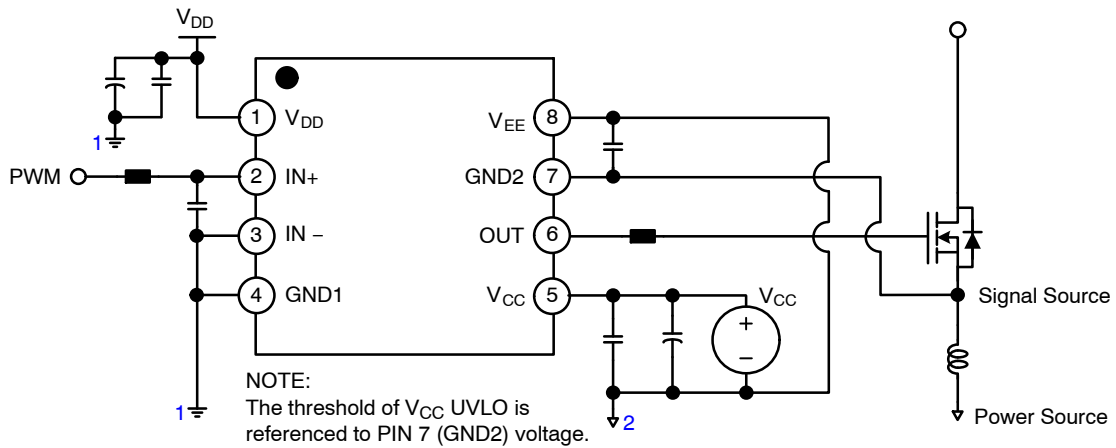 VDD
1
PWM
1
1 VDD
2 IN+
3 IN −
4 GND1
VEE 8
GND2 7
OUT 6
VCC 5
VCC
+
−
2
Signal Source
Power Source
NOTE:
The threshold of VCC UVLO is
referenced to PIN 7 (GND2) voltage.